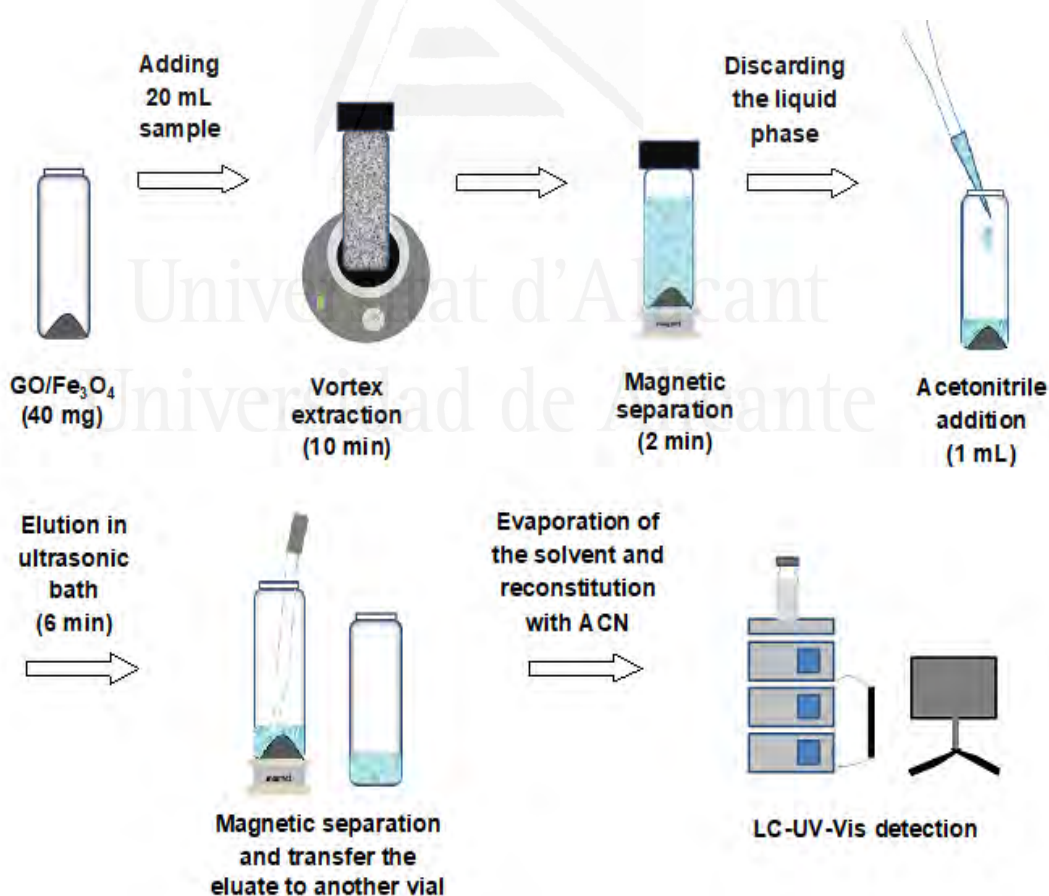 Adding
20 mL
sample
Discarding
the liquid
phase
GO/Fe₃O₄
(40 mg)
Vortex
extraction
(10 min)
Magnetic
separation
(2 min)
Acetonitrile
addition
(1 mL)
Universitat d'Alacant
Universidad de Alicante
Elution in
ultrasonic
bath
(6 min)
Evaporation of
the solvent and
reconstitution
with ACN
Magnetic separation
and transfer the
eluate to another vial
LC-UV-Vis detection